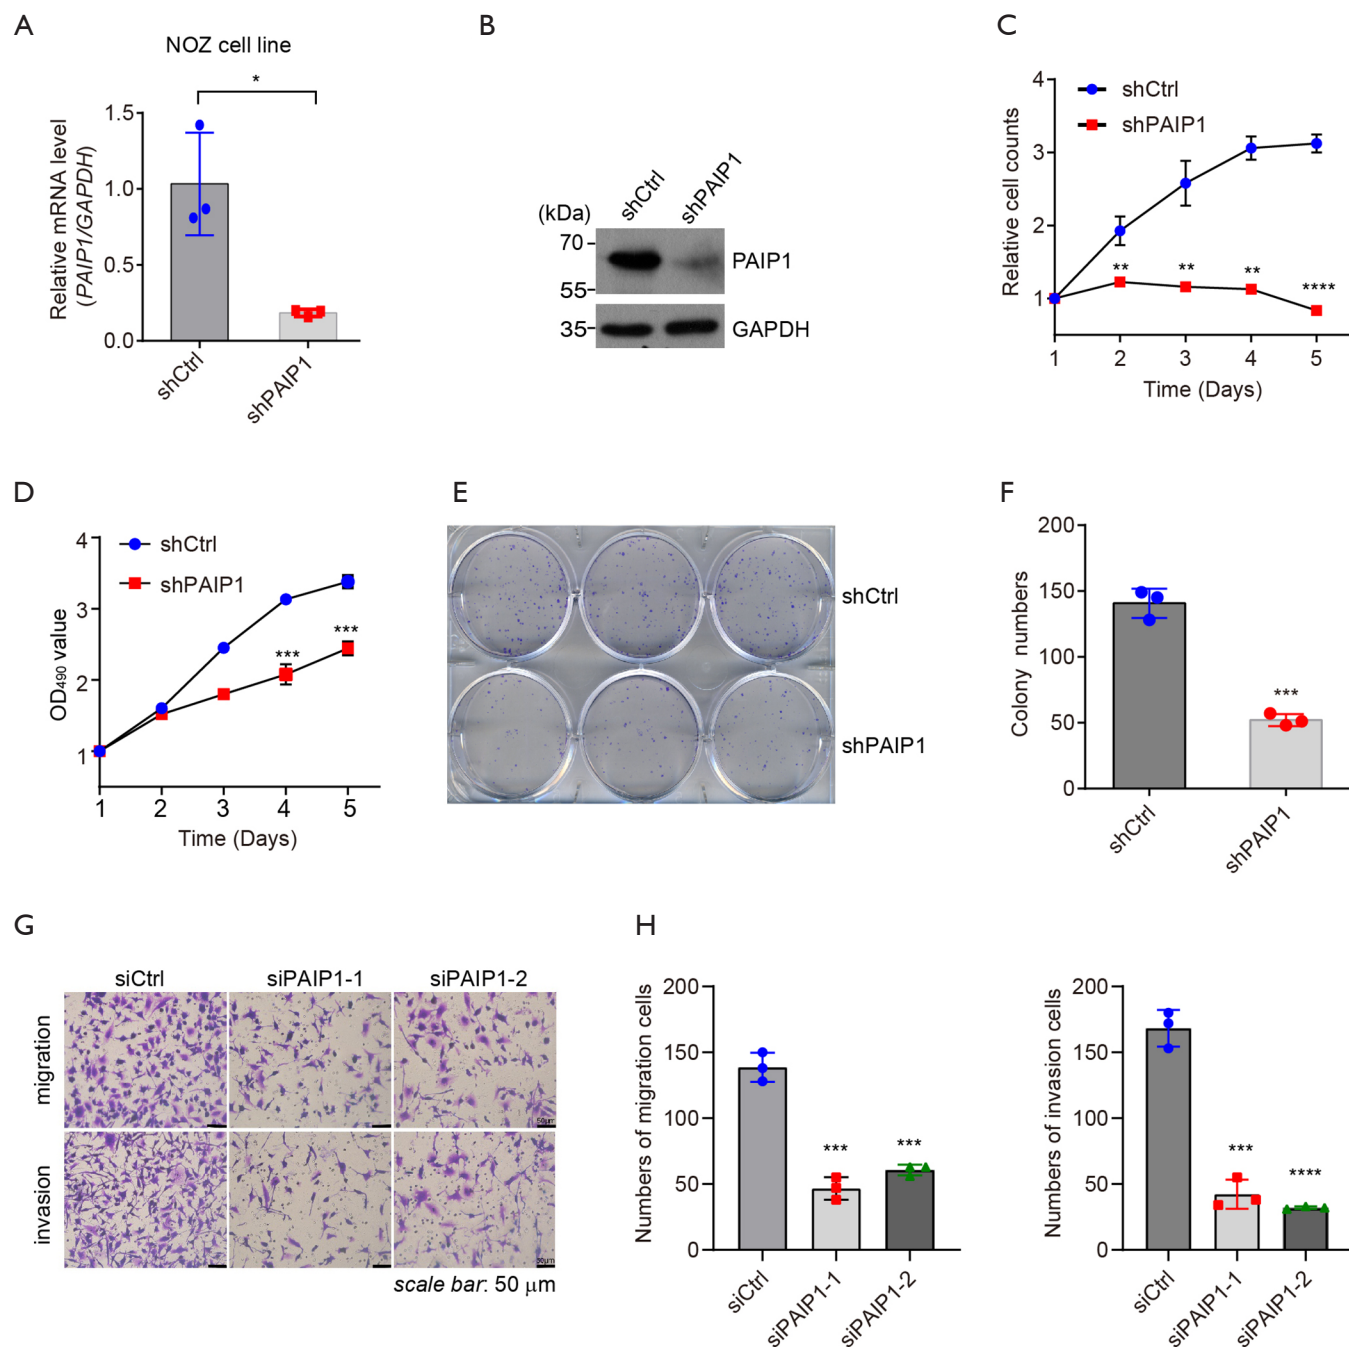 A
NOZ cell line
*
Relative mRNA level
(PAIP1/GAPDH)
1.5
1.0
0.5
0.0
shCtrl
shPAIP1
B
shCtrl
shPAIP1
(kDa)
70
55
35
PAIP1
GAPDH
C
shCtrl
shPAIP1
Relative cell counts
4
3
2
1
** ** ** ****
1 2 3 4 5
Time (Days)
D
shCtrl
shPAIP1
OD490 value
4
3
2
1
*** ***
1 2 3 4 5
Time (Days)
E
shCtrl
shPAIP1
F
Colony numbers
200
150
100
50
0
***
shCtrl
shPAIP1
G
siCtrl siPAIP1-1 siPAIP1-2
migration
invasion
50μm
50μm
scale bar: 50 μm
H
Numbers of migration cells
200
150
100
50
0
*** ***
siCtrl
siPAIP1-1
siPAIP1-2
Numbers of invasion cells
200
150
100
50
0
*** ****
siCtrl
siPAIP1-1
siPAIP1-2